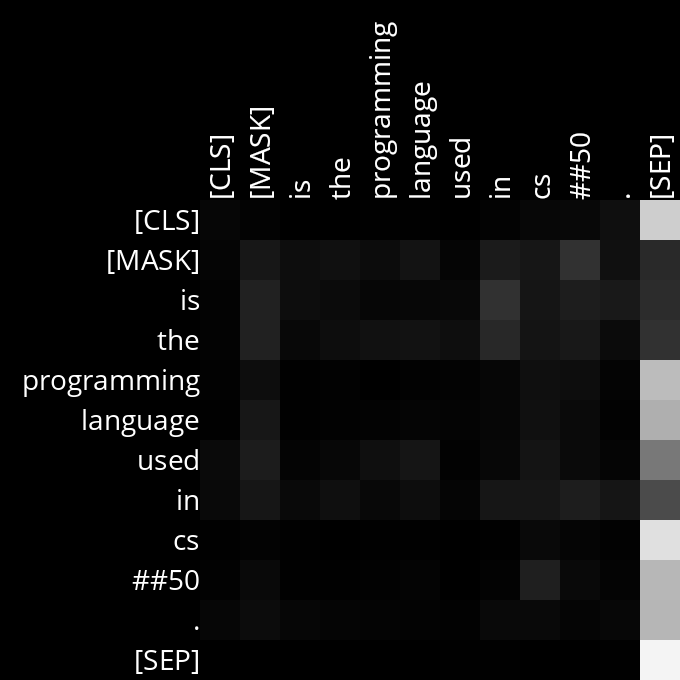 [CLS] [MASK] is the programming language used in cs ##50 . [SEP]
[CLS]
[MASK]
is
the
programming
language
used
in
cs
##50
.
[SEP]